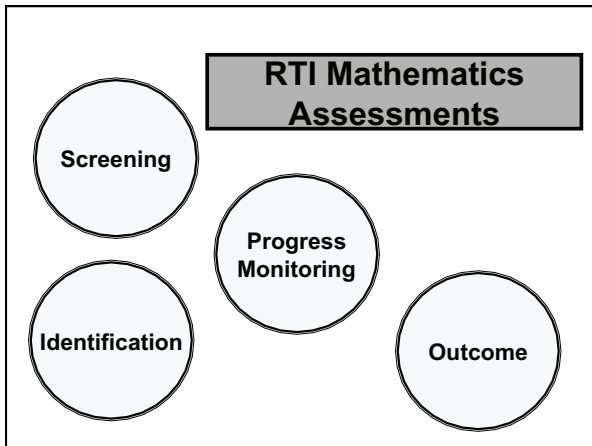 RTI Mathematics
Assessments
Screening
Progress
Monitoring
Identification
Outcome